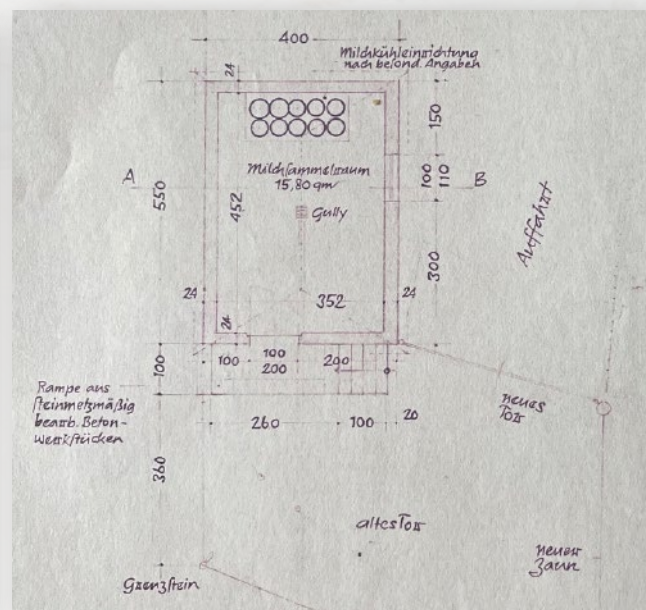 400
Milchkühleinrichtung
nach besond. Angaben
24
150
Milchsammelraum
15,80 qm
A
B
100
110
550
452
Gully
Auffahrt
300
24
352
24
24
100
100
200
200
100
Rampe aus
steinmetzmäßig
bearb. Beton-
werkstücken
neues
Tor
260
100
20
360
altes Tor
neuer
Zaun
Grenzstein